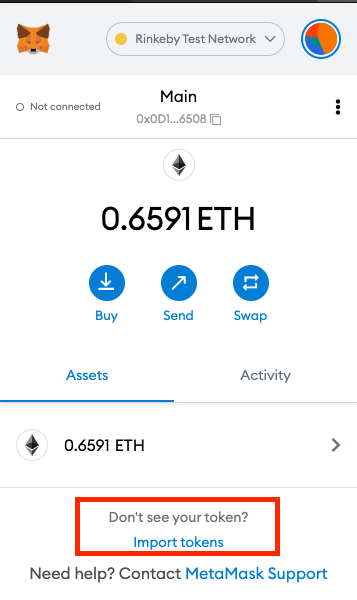 Rinkeby Test Network
Not connected
Main
0x0D1...6508
0.6591 ETH
Buy
Send
Swap
Assets
Activity
0.6591 ETH
Don't see your token?
Import tokens
Need help? Contact MetaMask Support